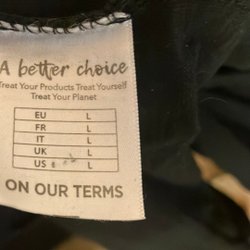 A better choice
Treat Your Products Treat Yourself
Treat Your Planet
EU L
FR L
IT L
UK L
US L
ON OUR TERMS